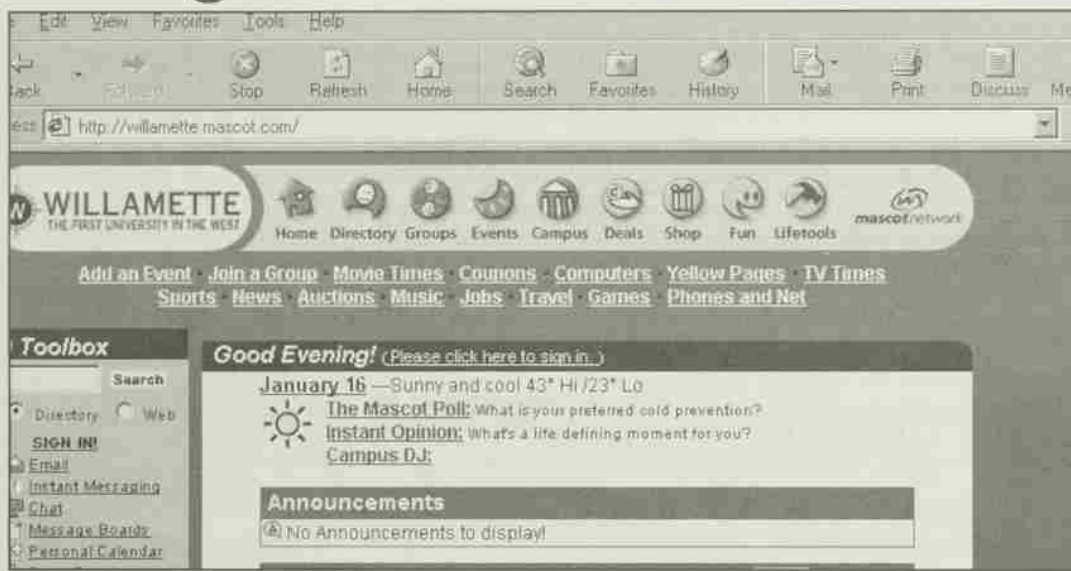 Edit View Favorites Tools Help
Stop Refresh Home Search Favorites History Mail Print Discuss
http://willamette.mascot.com/
WILLAMETTE
THE FIRST UNIVERSITY IN THE WEST
Home Directory Groups Events Campus Deals Shop Fun Lifetools
mascotnetwork
Add an Event · Join a Group · Movie Times · Coupons · Computers · Yellow Pages · TV Times
Sports · News · Auctions · Music · Jobs · Travel · Games · Phones and Net
Toolbox
Search
Directory Web
SIGN IN!
Email
Instant Messaging
Chat
Message Boards
Personal Calendar
Good Evening! (Please click here to sign in.)
January 16 —Sunny and cool 43° Hi /23° Lo
The Mascot Poll: What is your preferred cold prevention?
Instant Opinion: What's a life defining moment for you?
Campus DJ:
Announcements
No Announcements to display!